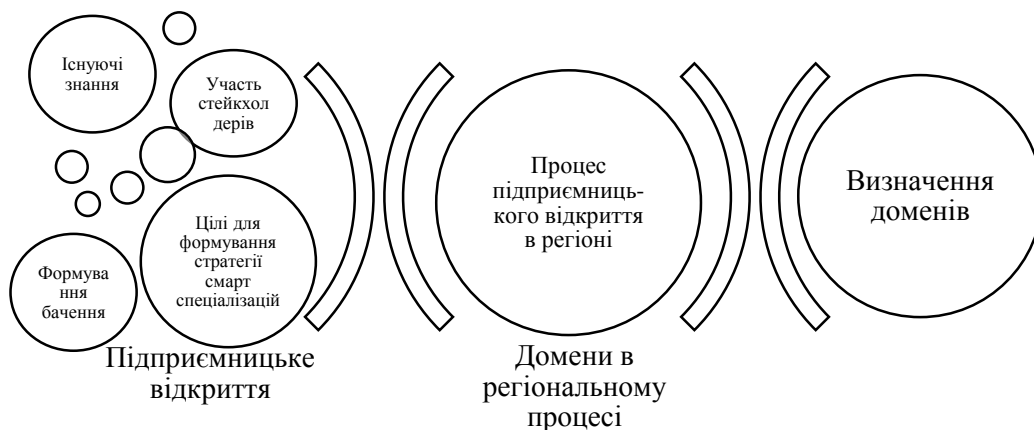 Існуючі
знання
Участь
стейкхол
дерів
Цілі для
формування
стратегії
смарт
спеціалізацій
Формува
ння
бачення
Підприємницьке
відкриття
Процес
підприємниць-
кого відкриття
в регіоні
Домени в
регіональному
процесі
Визначення
доменів